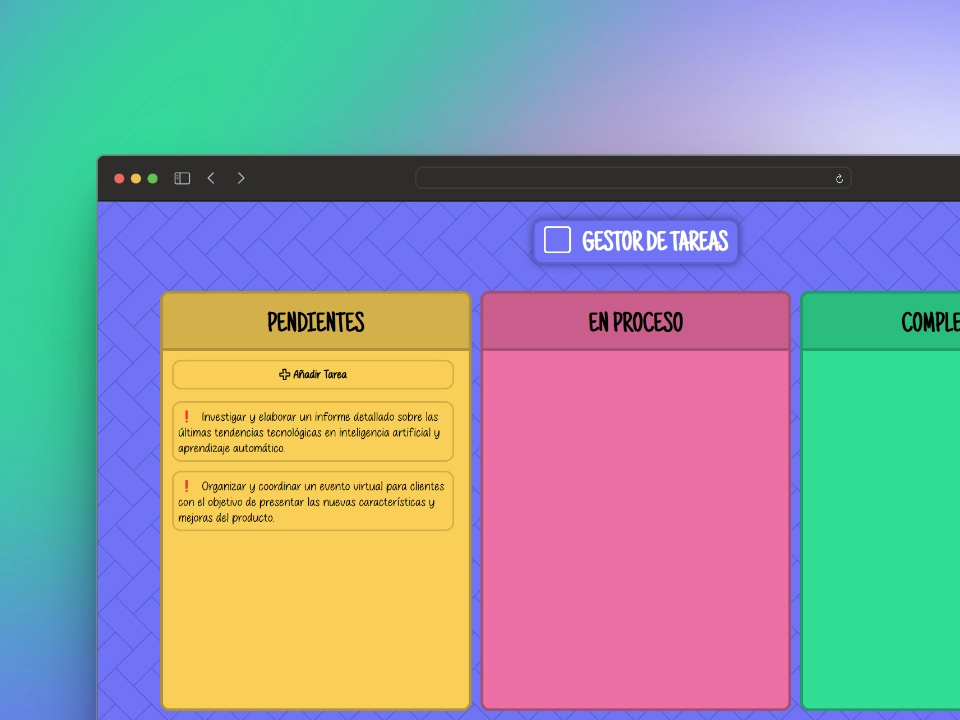 GESTOR DE TAREAS
PENDIENTES
Añadir Tarea
❗ Investigar y elaborar un informe detallado sobre las
últimas tendencias tecnológicas en inteligencia artificial y
aprendizaje automático.
❗ Organizar y coordinar un evento virtual para clientes
con el objetivo de presentar las nuevas características y
mejoras del producto.
EN PROCESO
COMPLE